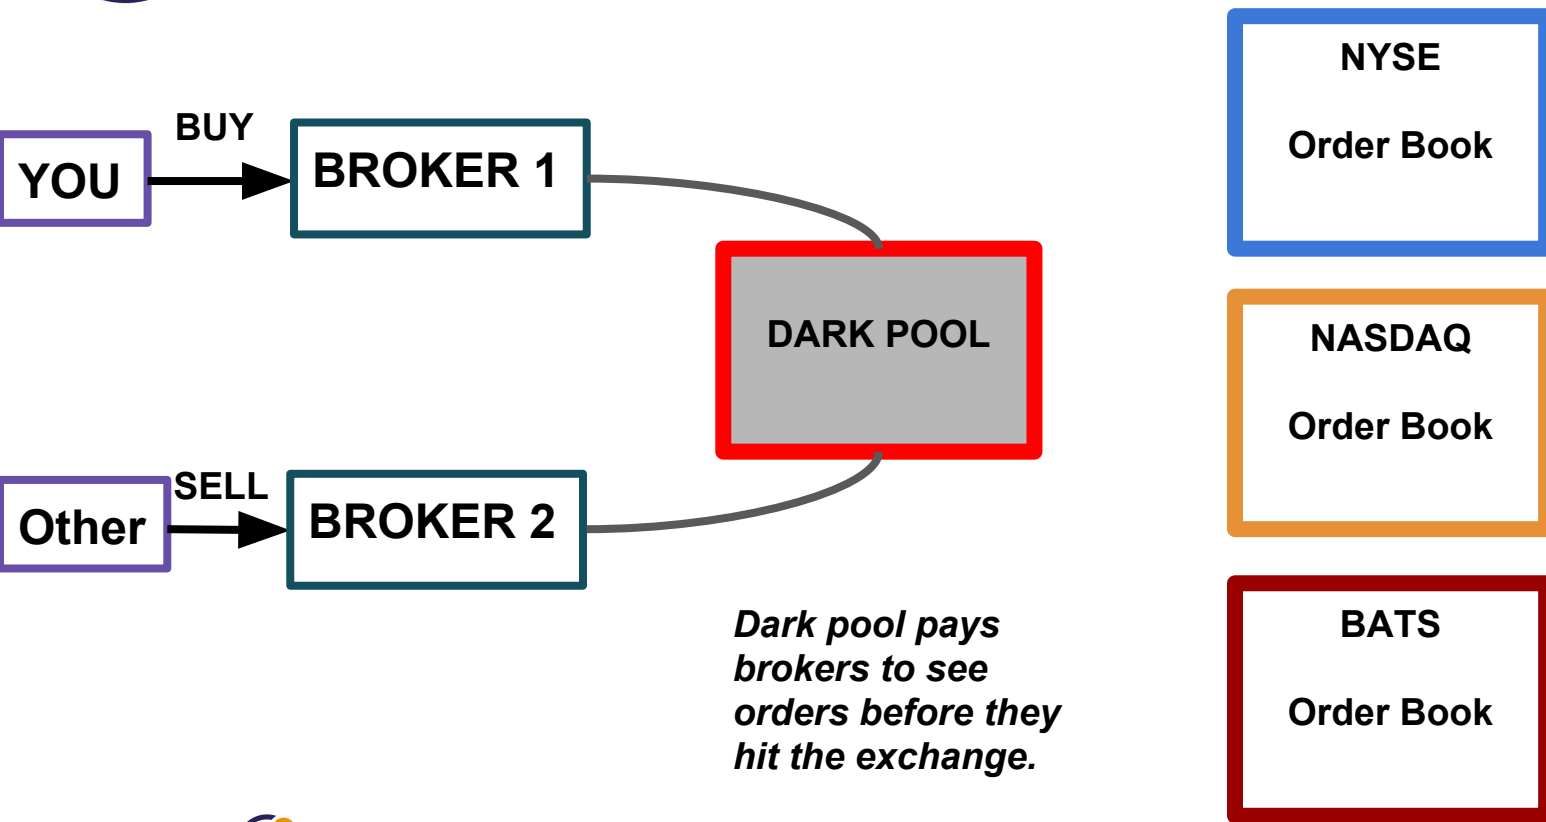 BUY
YOU
BROKER 1
DARK POOL
SELL
Other
BROKER 2
Dark pool pays
brokers to see
orders before they
hit the exchange.
NYSE
Order Book
NASDAQ
Order Book
BATS
Order Book